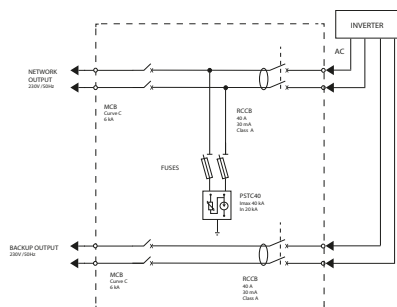 INVERTER
AC
NETWORK
OUTPUT
230V /50Hz
MCB
Curve C
6 kA
RCCB
40 A
30 mA
Class A
FUSES
PSTC40
Imax 40 kA
In 20 kA
BACKUP OUTPUT
230V /50Hz
MCB
Curve C
6 kA
RCCB
40 A
30 mA
Class A